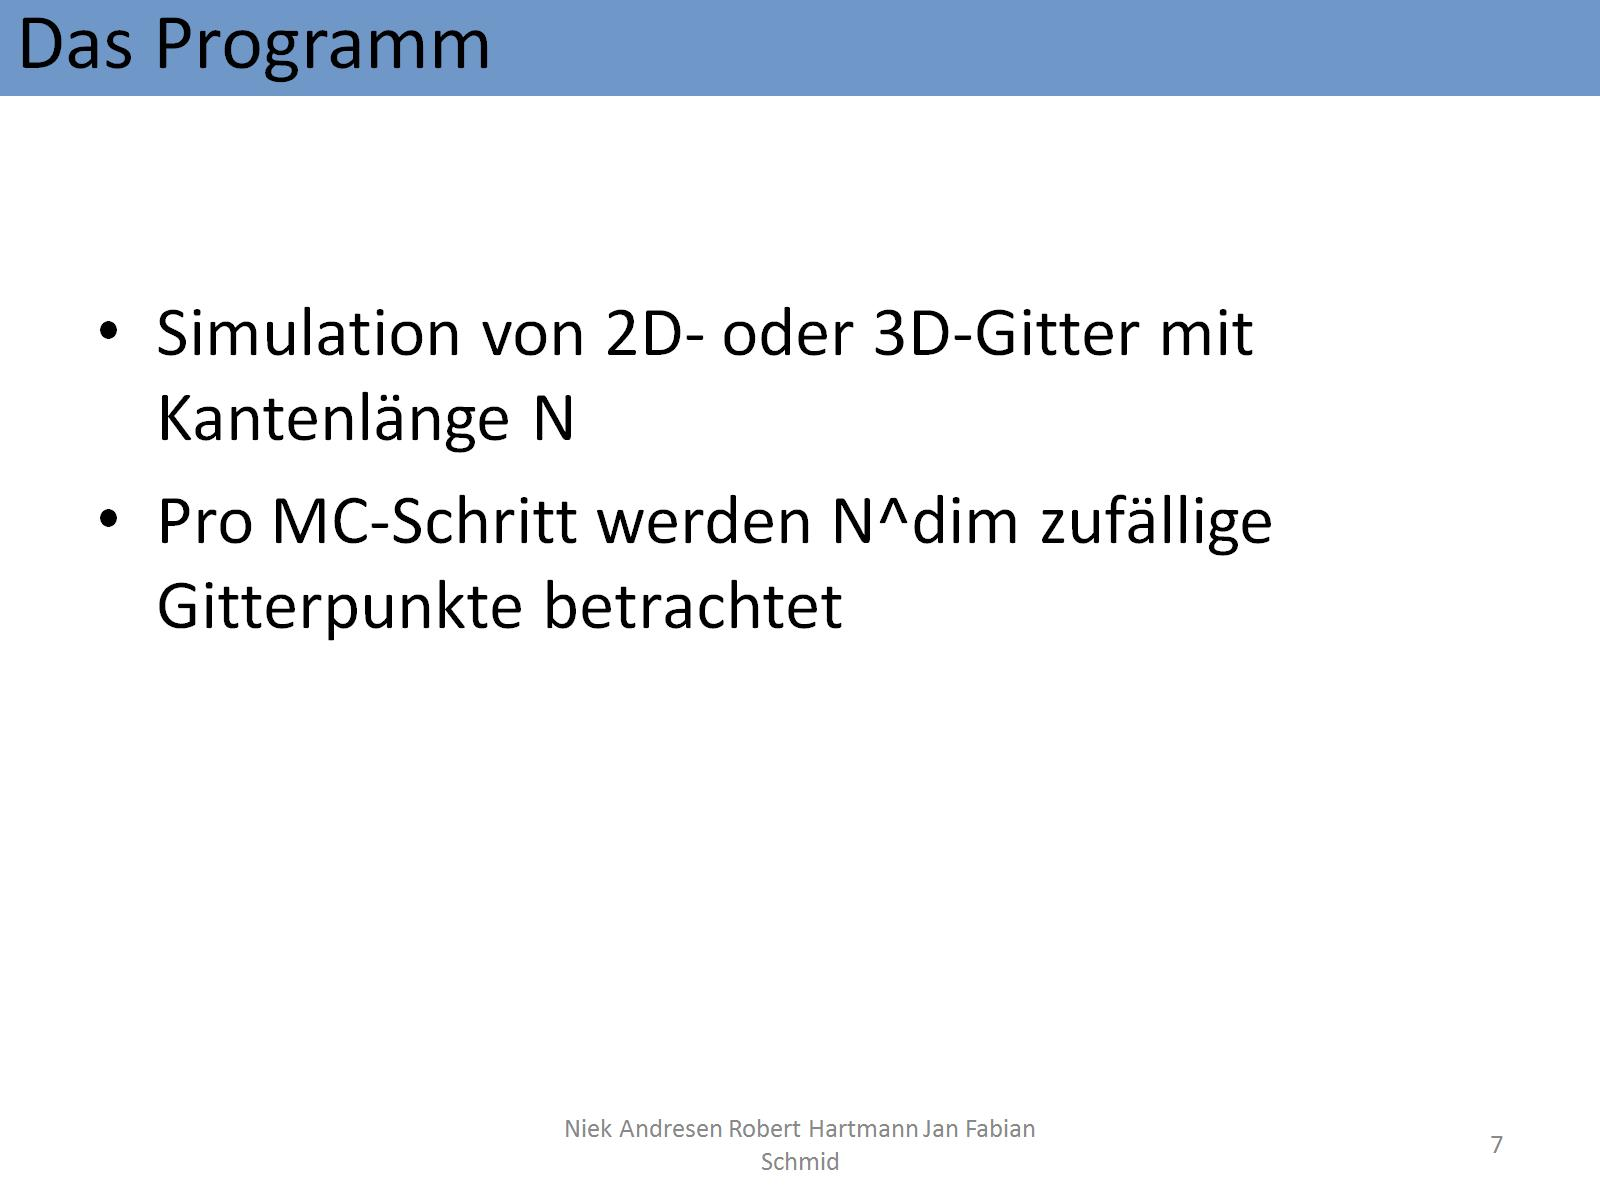 Das Programm
• Simulation von 2D- oder 3D-Gitter mit
Kantenlänge N
• Pro MC-Schritt werden N^dim zufällige
Gitterpunkte betrachtet
Niek Andresen Robert Hartmann Jan Fabian
Schmid
7